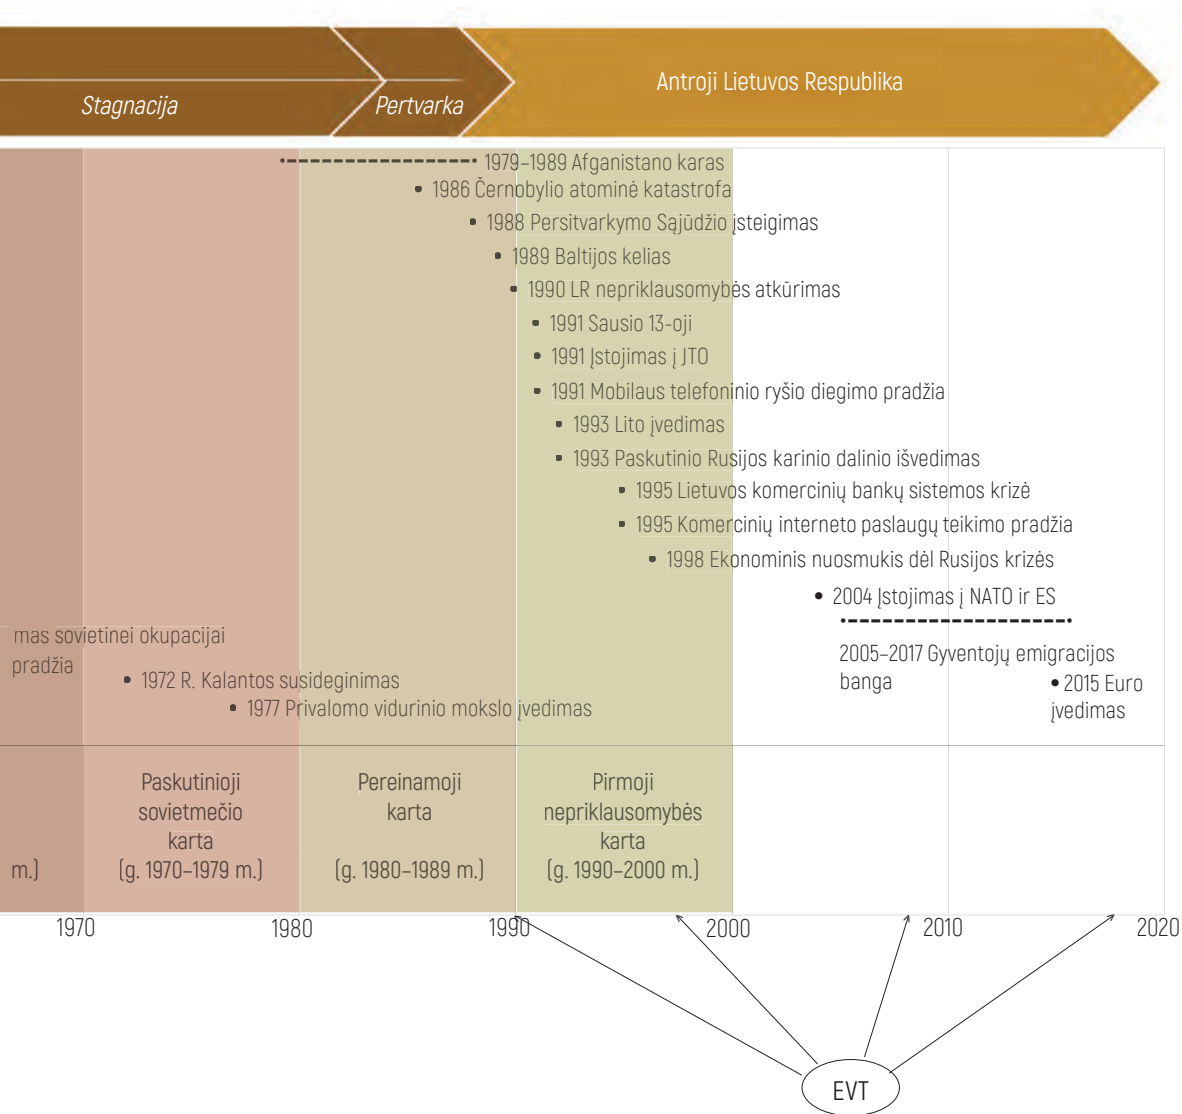 Stagnacija
Pertvarka
Antroji Lietuvos Respublika
1979–1989 Afganistano karas
• 1986 Černobylio atominė katastrofa
• 1988 Persitvarkymo Sąjūdžio įsteigimas
• 1989 Baltijos kelias
• 1990 LR nepriklausomybės atkūrimas
• 1991 Sausio 13-oji
• 1991 Įstojimas į JTO
• 1991 Mobilaus telefoninio ryšio diegimo pradžia
• 1993 Lito įvedimas
• 1993 Paskutinio Rusijos karinio dalinio išvedimas
• 1995 Lietuvos komercinių bankų sistemos krizė
• 1995 Komercinių interneto paslaugų teikimo pradžia
• 1998 Ekonominis nuosmukis dėl Rusijos krizės
• 2004 Įstojimas į NATO ir ES
mas sovietinei okupacijai
pradžia
2005–2017 Gyventojų emigracijos
banga
• 1972 R. Kalantos susideginimas
• 2015 Euro
įvedimas
• 1977 Privalomo vidurinio mokslo įvedimas
m.)
Paskutinioji
sovietmečio
karta
(g. 1970–1979 m.)
Pereinamoji
karta
(g. 1980–1989 m.)
Pirmoji
nepriklausomybės
karta
(g. 1990–2000 m.)
1970
1980
1990
2000
2010
2020
EVT